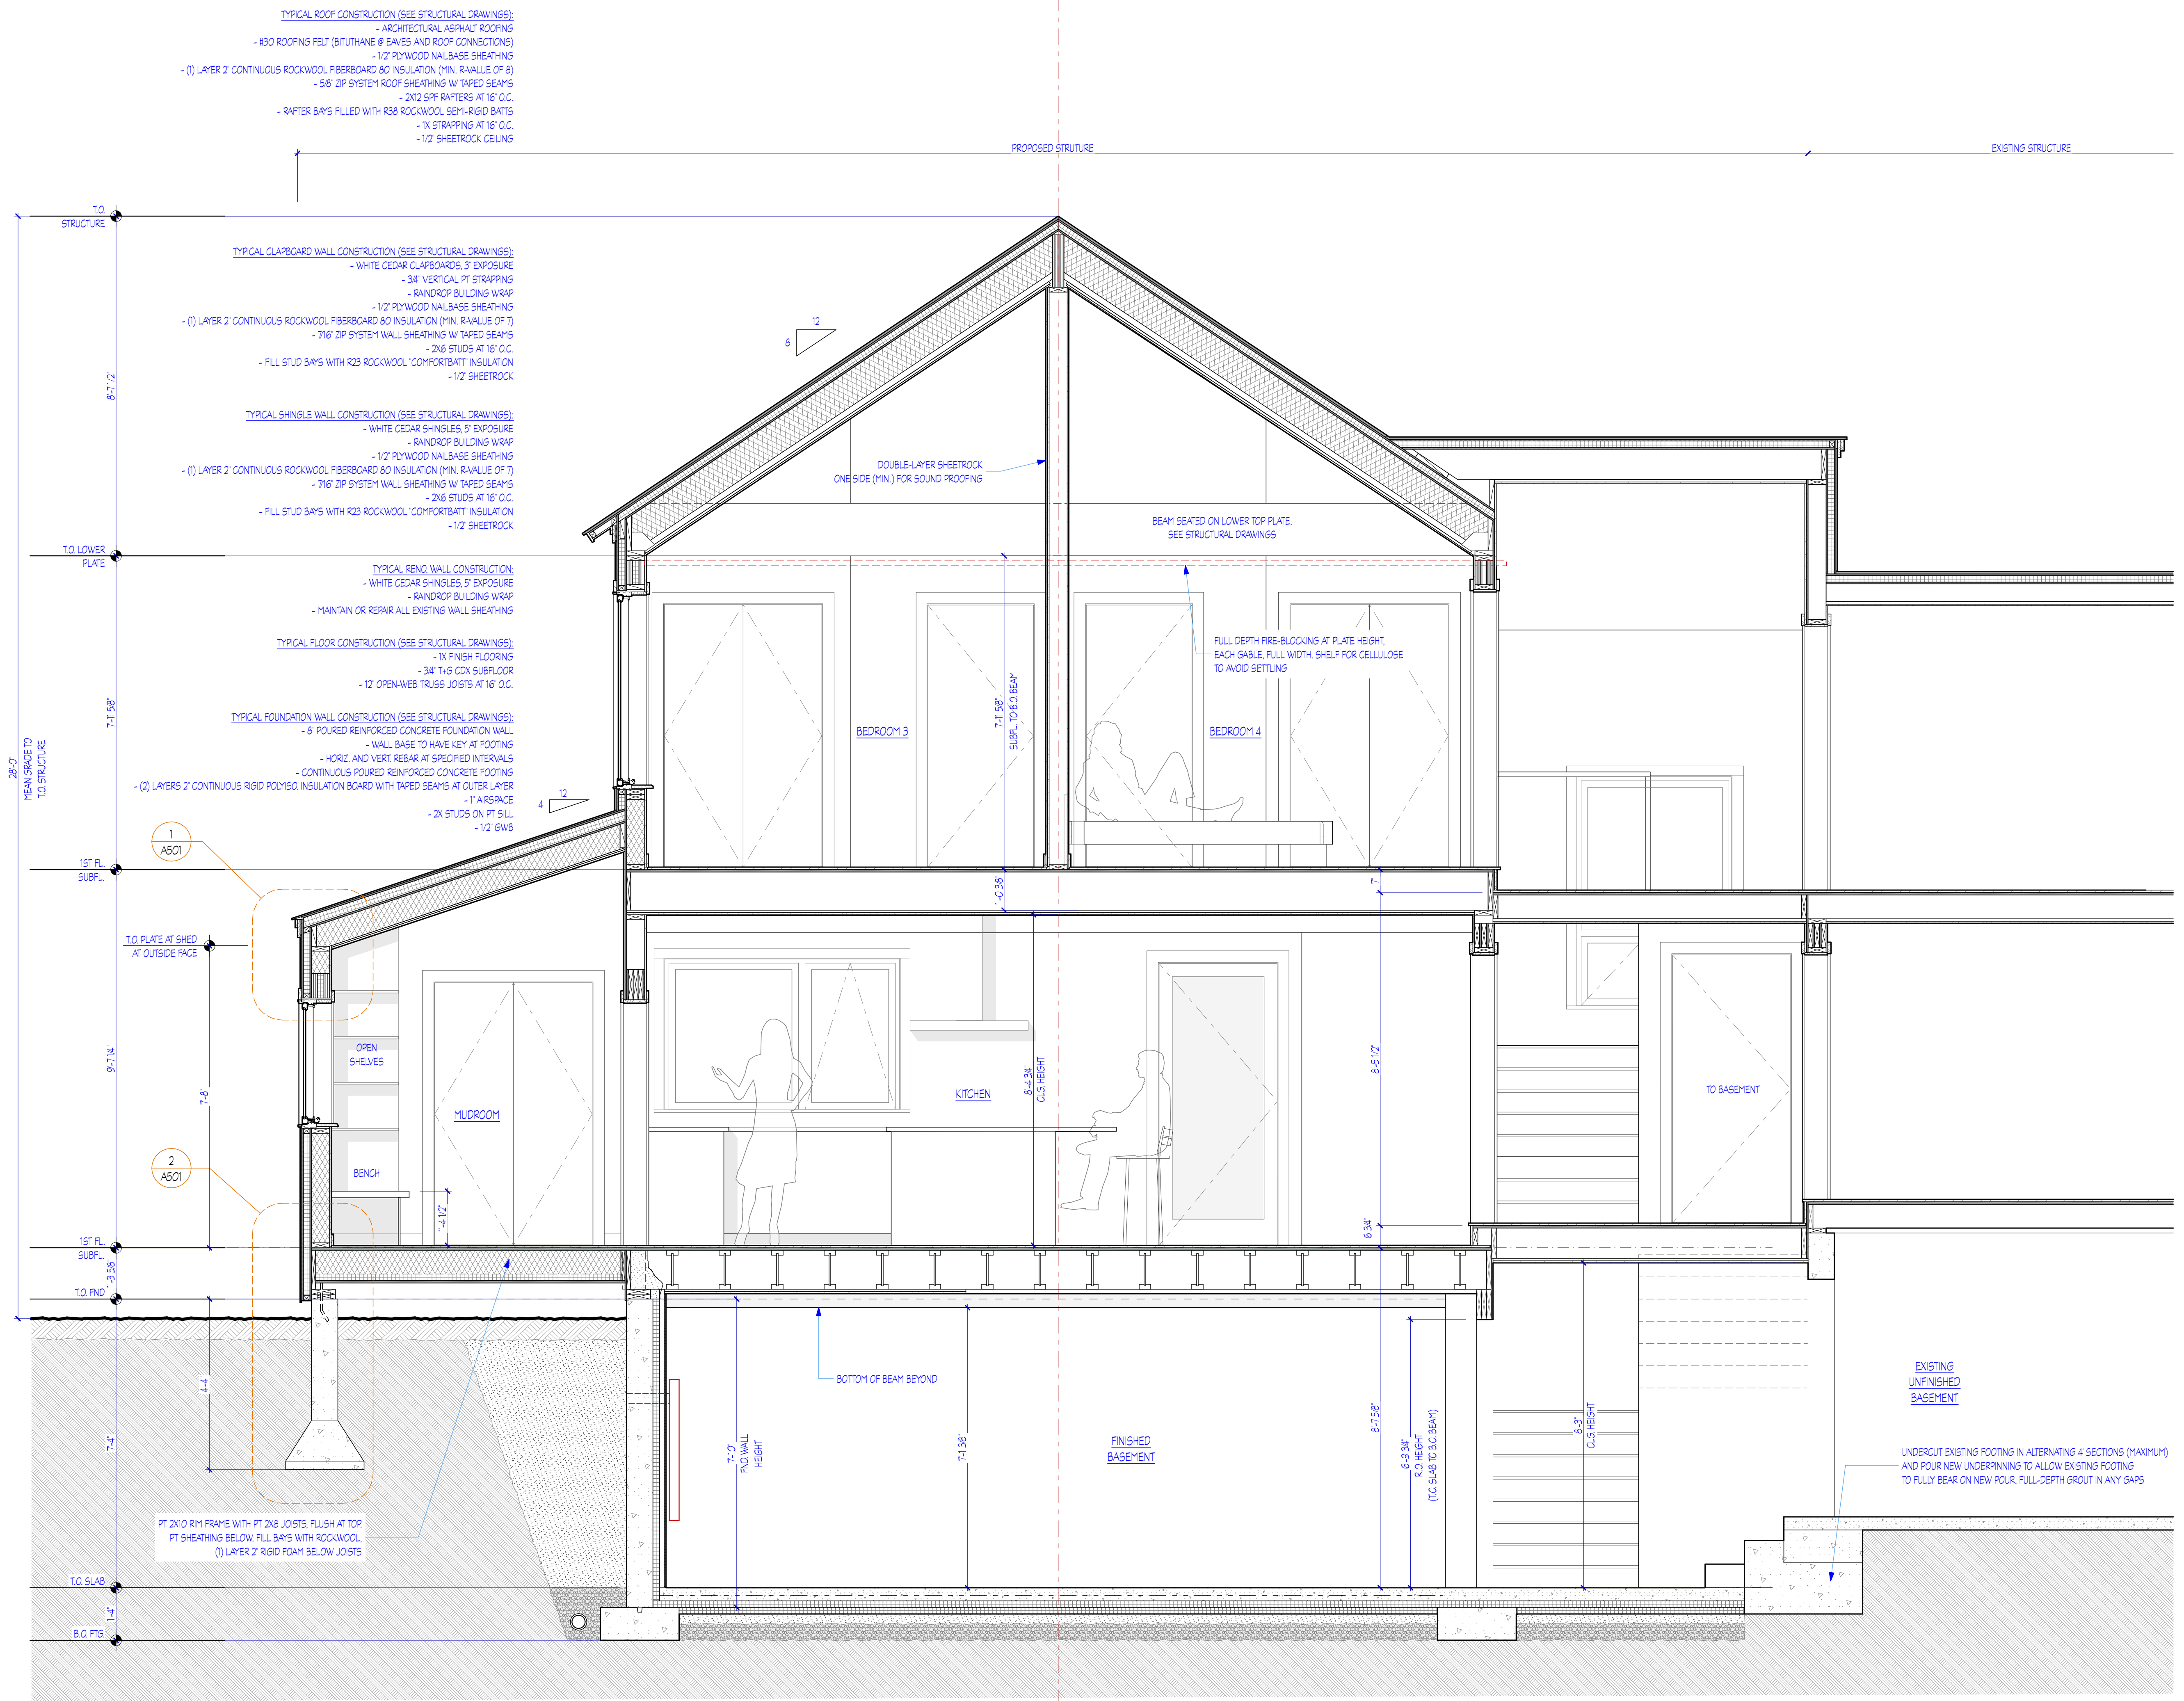 TYPICAL ROOF CONSTRUCTION (SEE STRUCTURAL DRAWINGS):
- ARCHITECTURAL ASPHALT ROOFING
- #30 ROOFING FELT (BITUTHANE @ EAVES AND ROOF CONNECTIONS)
- 1/2" PLYWOOD NAILBASE SHEATHING
- (1) LAYER 2" CONTINUOUS ROCKWOOL FIBERBOARD 80 INSULATION (MIN. R-VALUE OF 8)
- 5/8" ZIP SYSTEM ROOF SHEATHING W/ TAPED SEAMS
- 2X12 SPF RAFTERS AT 16" O.C.
- RAFTER BAYS FILLED WITH R38 ROCKWOOL SEMI-RIGID BATTS
- 1X STRAPPING AT 16" O.C.
- 1/2" SHEETROCK CEILING
PROPOSED STRUTURE
EXISTING STRUCTURE
T.O.
STRUCTURE
TYPICAL CLAPBOARD WALL CONSTRUCTION (SEE STRUCTURAL DRAWINGS):
- WHITE CEDAR CLAPBOARDS, 3" EXPOSURE
- 3/4" VERTICAL PT STRAPPING
- RAINDROP BUILDING WRAP
- 1/2" PLYWOOD NAILBASE SHEATHING
- (1) LAYER 2" CONTINUOUS ROCKWOOL FIBERBOARD 80 INSULATION (MIN. R-VALUE OF 7)
- 7/16" ZIP SYSTEM WALL SHEATHING W/ TAPED SEAMS
- 2X6 STUDS AT 16" O.C.
- FILL STUD BAYS WITH R23 ROCKWOOL "COMFORTBATT" INSULATION
- 1/2" SHEETROCK
12
8
8'-7 1/2"
TYPICAL SHINGLE WALL CONSTRUCTION (SEE STRUCTURAL DRAWINGS):
- WHITE CEDAR SHINGLES, 5" EXPOSURE
- RAINDROP BUILDING WRAP
- 1/2" PLYWOOD NAILBASE SHEATHING
- (1) LAYER 2" CONTINUOUS ROCKWOOL FIBERBOARD 80 INSULATION (MIN. R-VALUE OF 7)
- 7/16" ZIP SYSTEM WALL SHEATHING W/ TAPED SEAMS
- 2X6 STUDS AT 16" O.C.
- FILL STUD BAYS WITH R23 ROCKWOOL "COMFORTBATT" INSULATION
- 1/2" SHEETROCK
DOUBLE-LAYER SHEETROCK
ONE SIDE (MIN.) FOR SOUND PROOFING
BEAM SEATED ON LOWER TOP PLATE.
SEE STRUCTURAL DRAWINGS
T.O. LOWER
PLATE
TYPICAL RENO. WALL CONSTRUCTION:
- WHITE CEDAR SHINGLES, 5" EXPOSURE
- RAINDROP BUILDING WRAP
- MAINTAIN OR REPAIR ALL EXISTING WALL SHEATHING
TYPICAL FLOOR CONSTRUCTION (SEE STRUCTURAL DRAWINGS):
- 1X FINISH FLOORING
- 3/4" T+G CDX SUBFLOOR
- 12" OPEN-WEB TRUSS JOISTS AT 16" O.C.
FULL DEPTH FIRE-BLOCKING AT PLATE HEIGHT,
EACH GABLE, FULL WIDTH. SHELF FOR CELLULOSE
TO AVOID SETTLING
7'-11 5/8"
7'-11 5/8"
SUBFL. TO B.O. BEAM
TYPICAL FOUNDATION WALL CONSTRUCTION (SEE STRUCTURAL DRAWINGS):
- 8" POURED REINFORCED CONCRETE FOUNDATION WALL
- WALL BASE TO HAVE KEY AT FOOTING
- HORIZ. AND VERT. REBAR AT SPECIFIED INTERVALS
- CONTINUOUS POURED REINFORCED CONCRETE FOOTING
- (2) LAYERS 2" CONTINUOUS RIGID POLYISO. INSULATION BOARD WITH TAPED SEAMS AT OUTER LAYER
- 1" AIRSPACE
- 2X STUDS ON PT SILL
- 1/2" GWB
BEDROOM 3
BEDROOM 4
28'-0"
MEAN GRADE TO
T.O. STRUCTURE
12
4
1
A501
1ST FL.
SUBFL.
1'-0 3/8"
7"
T.O. PLATE AT SHED
AT OUTSIDE FACE
9'-7 1/4"
7'-8"
OPEN
SHELVES
MUDROOM
KITCHEN
8'-4 3/4"
CLG. HEIGHT
8'-5 1/2"
TO BASEMENT
2
A501
BENCH
1'-4 1/2"
6 3/4"
1ST FL.
SUBFL.
1'-3 5/8"
T.O. FND
4'-4"
7'-4"
BOTTOM OF BEAM BEYOND
7'-10"
FND. WALL
HEIGHT
7'-1 3/8"
FINISHED
BASEMENT
8'-7 5/8"
6'-9 3/4"
R.O. HEIGHT
(T.O. SLAB TO B.O. BEAM)
8'-3"
CLG. HEIGHT
EXISTING
UNFINISHED
BASEMENT
UNDERCUT EXISTING FOOTING IN ALTERNATING 4' SECTIONS (MAXIMUM)
AND POUR NEW UNDERPINNING TO ALLOW EXISTING FOOTING
TO FULLY BEAR ON NEW POUR. FULL-DEPTH GROUT IN ANY GAPS
PT 2X10 RIM FRAME WITH PT 2X8 JOISTS, FLUSH AT TOP.
PT SHEATHING BELOW. FILL BAYS WITH ROCKWOOL,
(1) LAYER 2" RIGID FOAM BELOW JOISTS
T.O. SLAB
1'-4"
B.O. FTG.